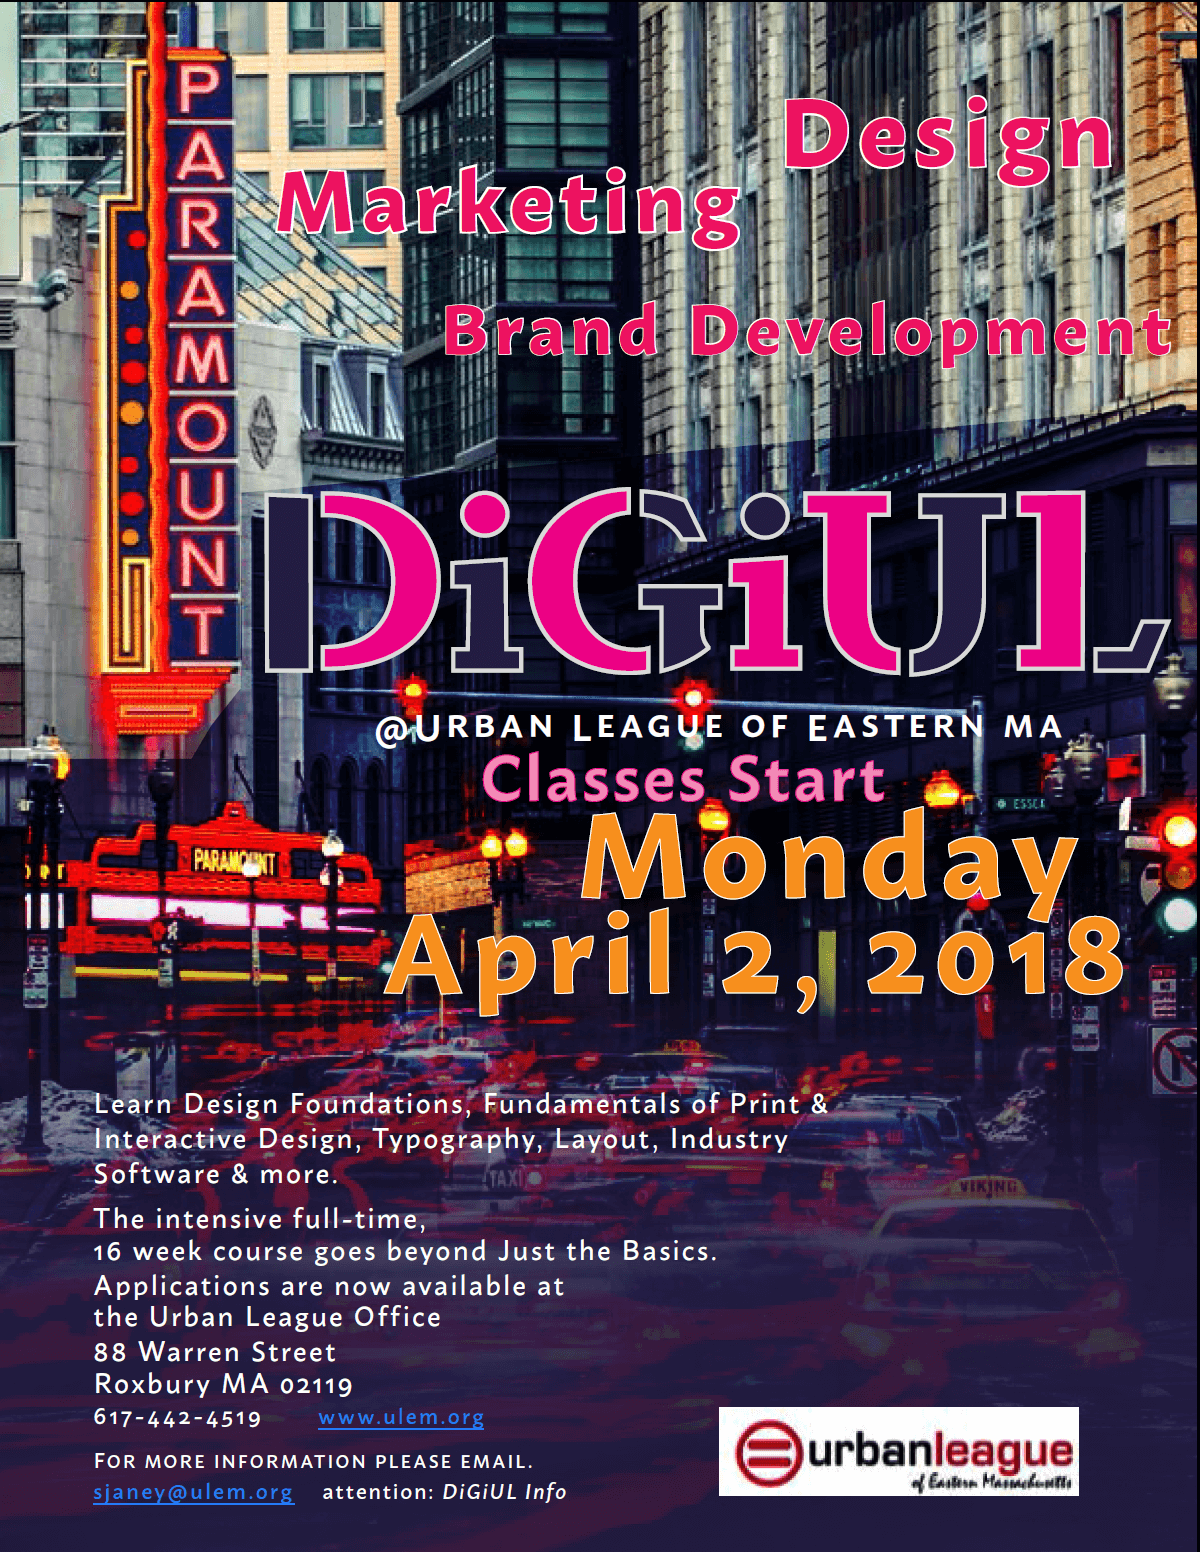 PARAMOUNT
Design
Marketing
Brand Development
DiGiUL
@URBAN LEAGUE OF EASTERN MA
Classes Start
ESSEX
Monday
PARAMOUNT
April 2, 2018
Learn Design Foundations, Fundamentals of Print &
Interactive Design, Typography, Layout, Industry
Software & more.
TAXI
VIKING
The intensive full-time,
16 week course goes beyond Just the Basics.
Applications are now available at
the Urban League Office
88 Warren Street
Roxbury MA 02119
617-442-4519 www.ulem.org
FOR MORE INFORMATION PLEASE EMAIL.
sjaney@ulem.org attention: DiGiUL Info
urbanleague
of Eastern Massachusetts